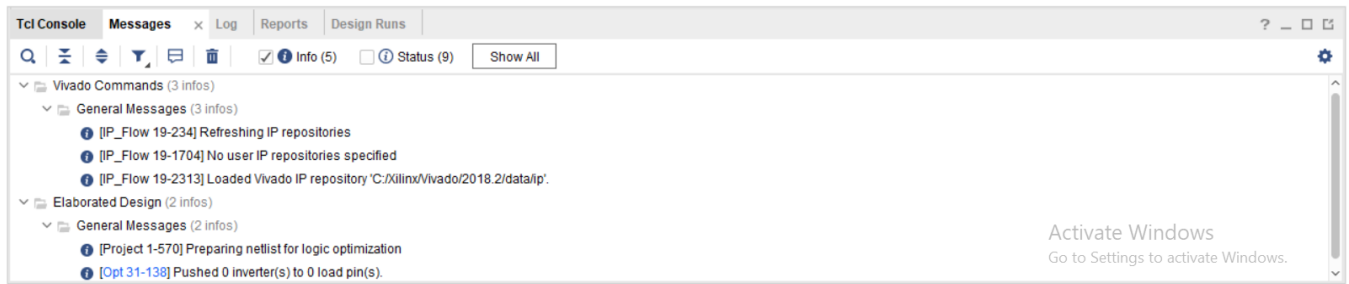 Tcl Console Messages × Log Reports Design Runs ?
Info (5) Status (9) Show All
Vivado Commands (3 infos)
General Messages (3 infos)
[IP_Flow 19-234] Refreshing IP repositories
[IP_Flow 19-1704] No user IP repositories specified
[IP_Flow 19-2313] Loaded Vivado IP repository 'C:/Xilinx/Vivado/2018.2/data/ip'.
Elaborated Design (2 infos)
General Messages (2 infos)
[Project 1-570] Preparing netlist for logic optimization
[Opt 31-138] Pushed 0 inverter(s) to 0 load pin(s).
Activate Windows
Go to Settings to activate Windows.